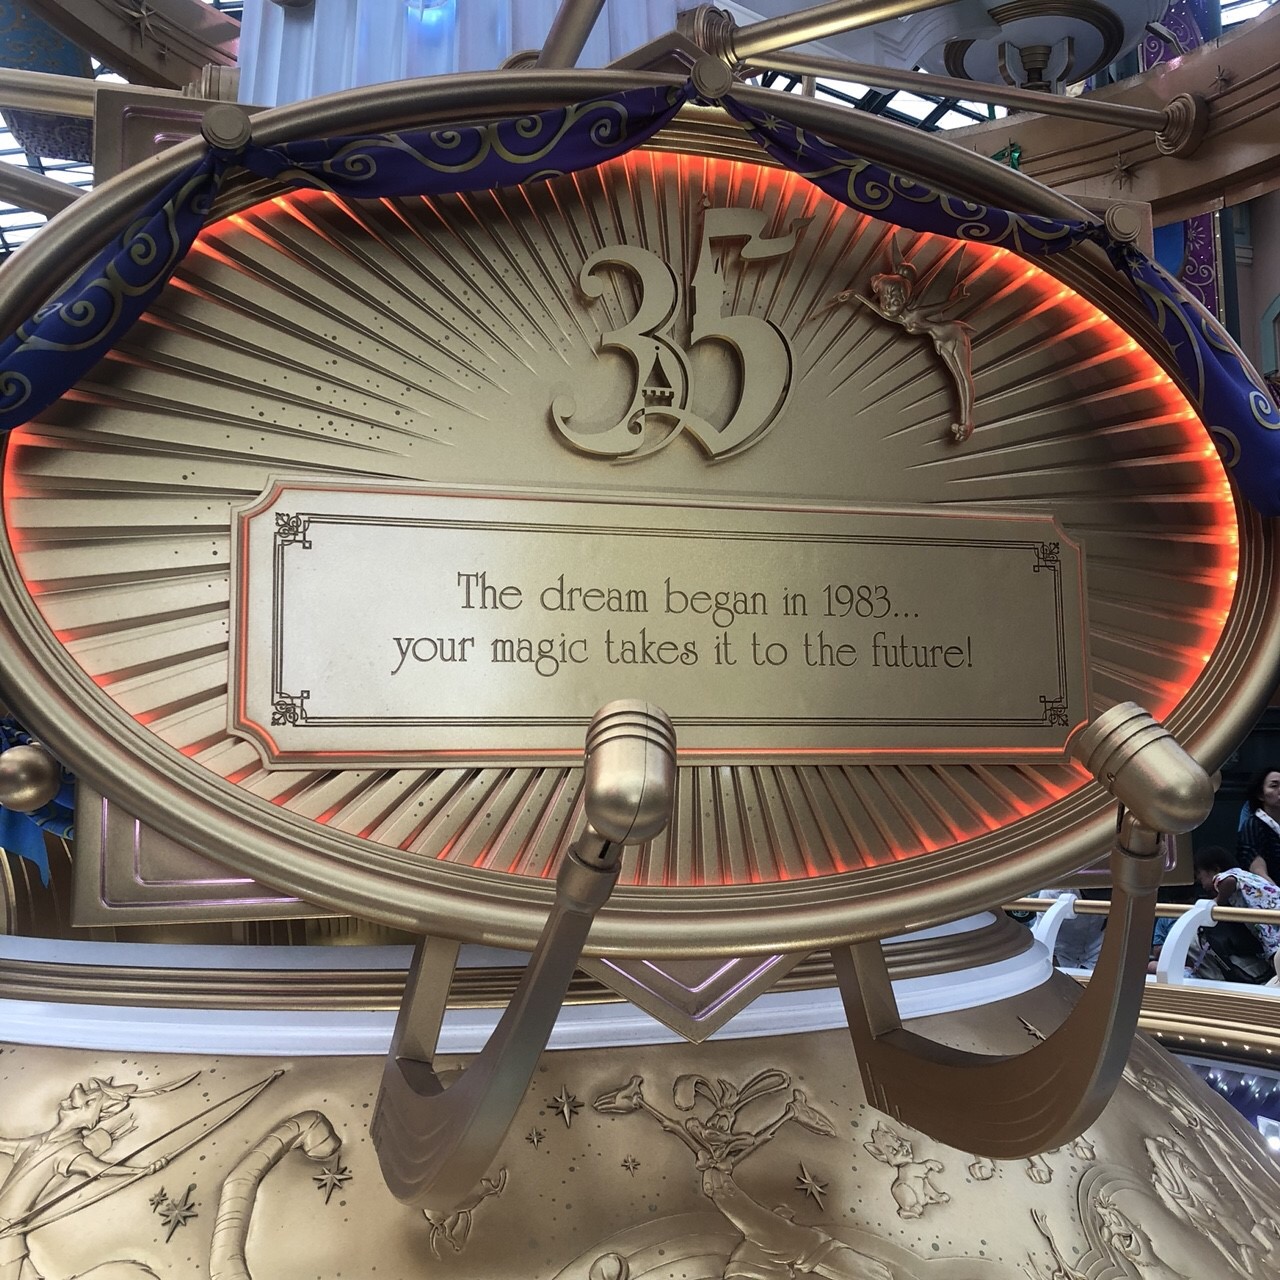 35
The dream began in 1983...
your magic takes it to the future!